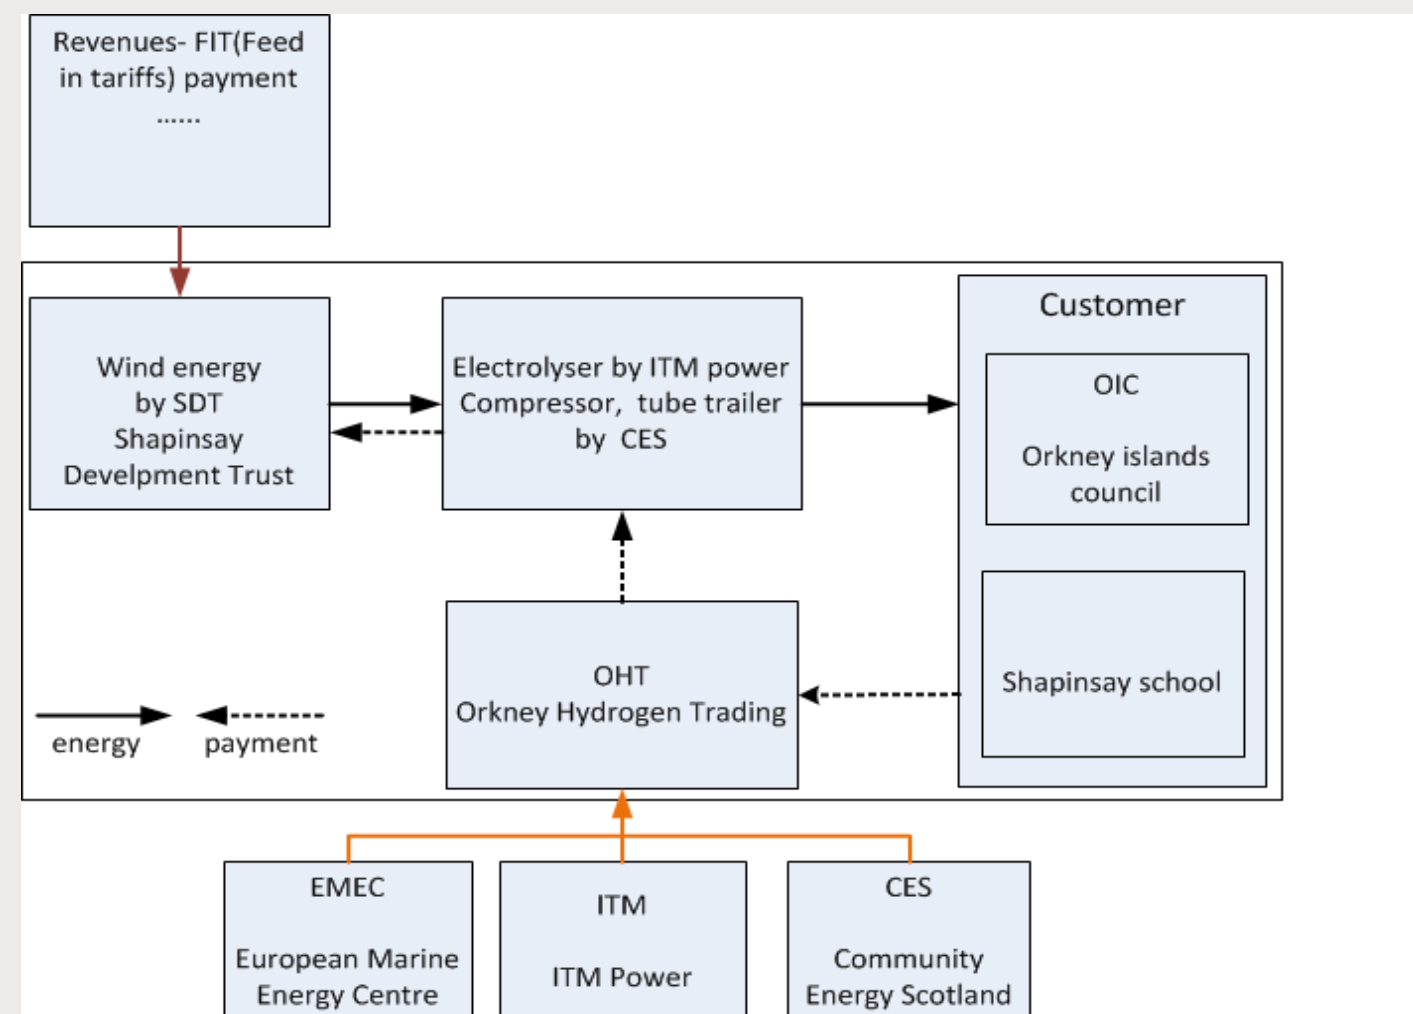 Revenues- FIT(Feed
in tariffs) payment
......
Wind energy
by SDT
Shapinsay
Develpment Trust
Electrolyser by ITM power
Compressor, tube trailer
by CES
Customer
OIC
Orkney islands
council
Shapinsay school
OHT
Orkney Hydrogen Trading
energy
payment
EMEC
European Marine
Energy Centre
ITM
ITM Power
CES
Community
Energy Scotland